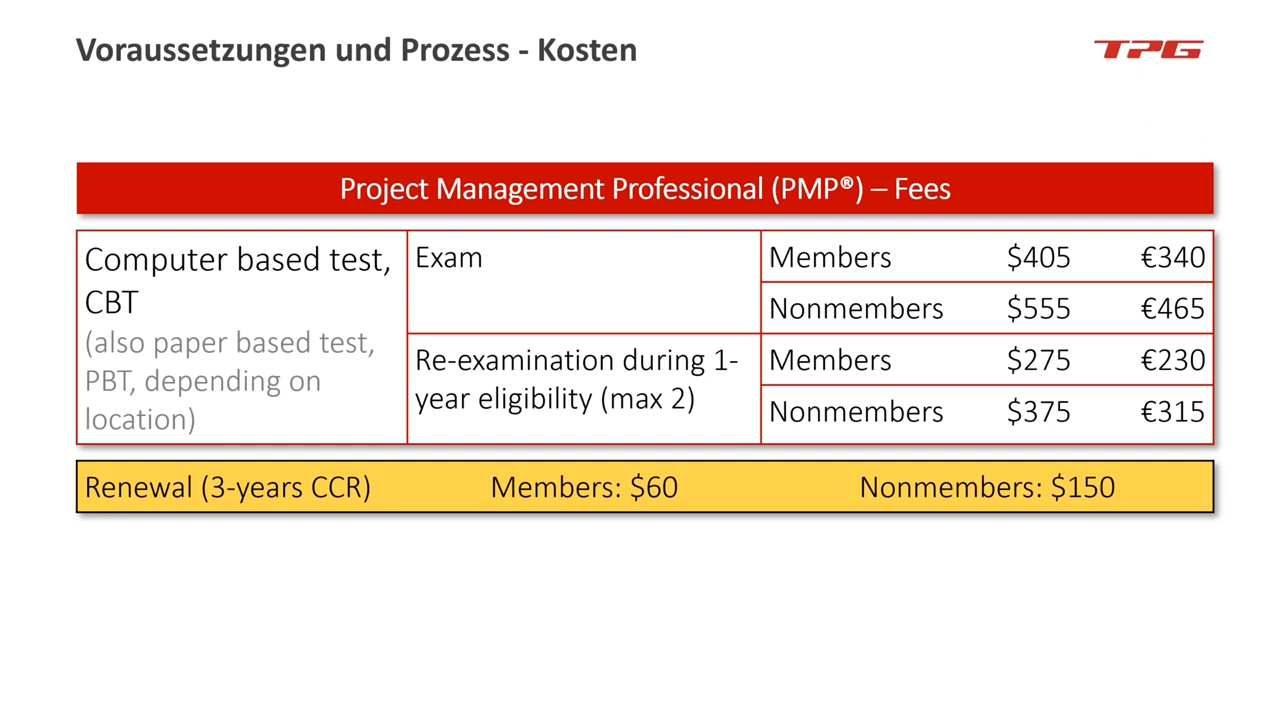 Voraussetzungen und Prozess - Kosten
TPG
Project Management Professional (PMP®) – Fees
Computer based test,
CBT
(also paper based test,
PBT, depending on
location)
Exam
Members $405 €340
Nonmembers $555 €465
Re-examination during 1-
year eligibility (max 2)
Members $275 €230
Nonmembers $375 €315
Renewal (3-years CCR) Members: $60 Nonmembers: $150